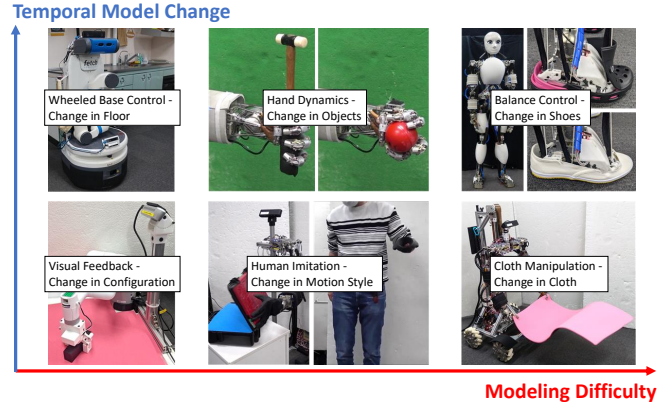 Temporal Model Change
fetch
Wheeled Base Control -
Change in Floor
Hand Dynamics -
Change in Objects
Balance Control -
Change in Shoes
Visual Feedback -
Change in Configuration
Human Imitation -
Change in Motion Style
Cloth Manipulation -
Change in Cloth
Modeling Difficulty